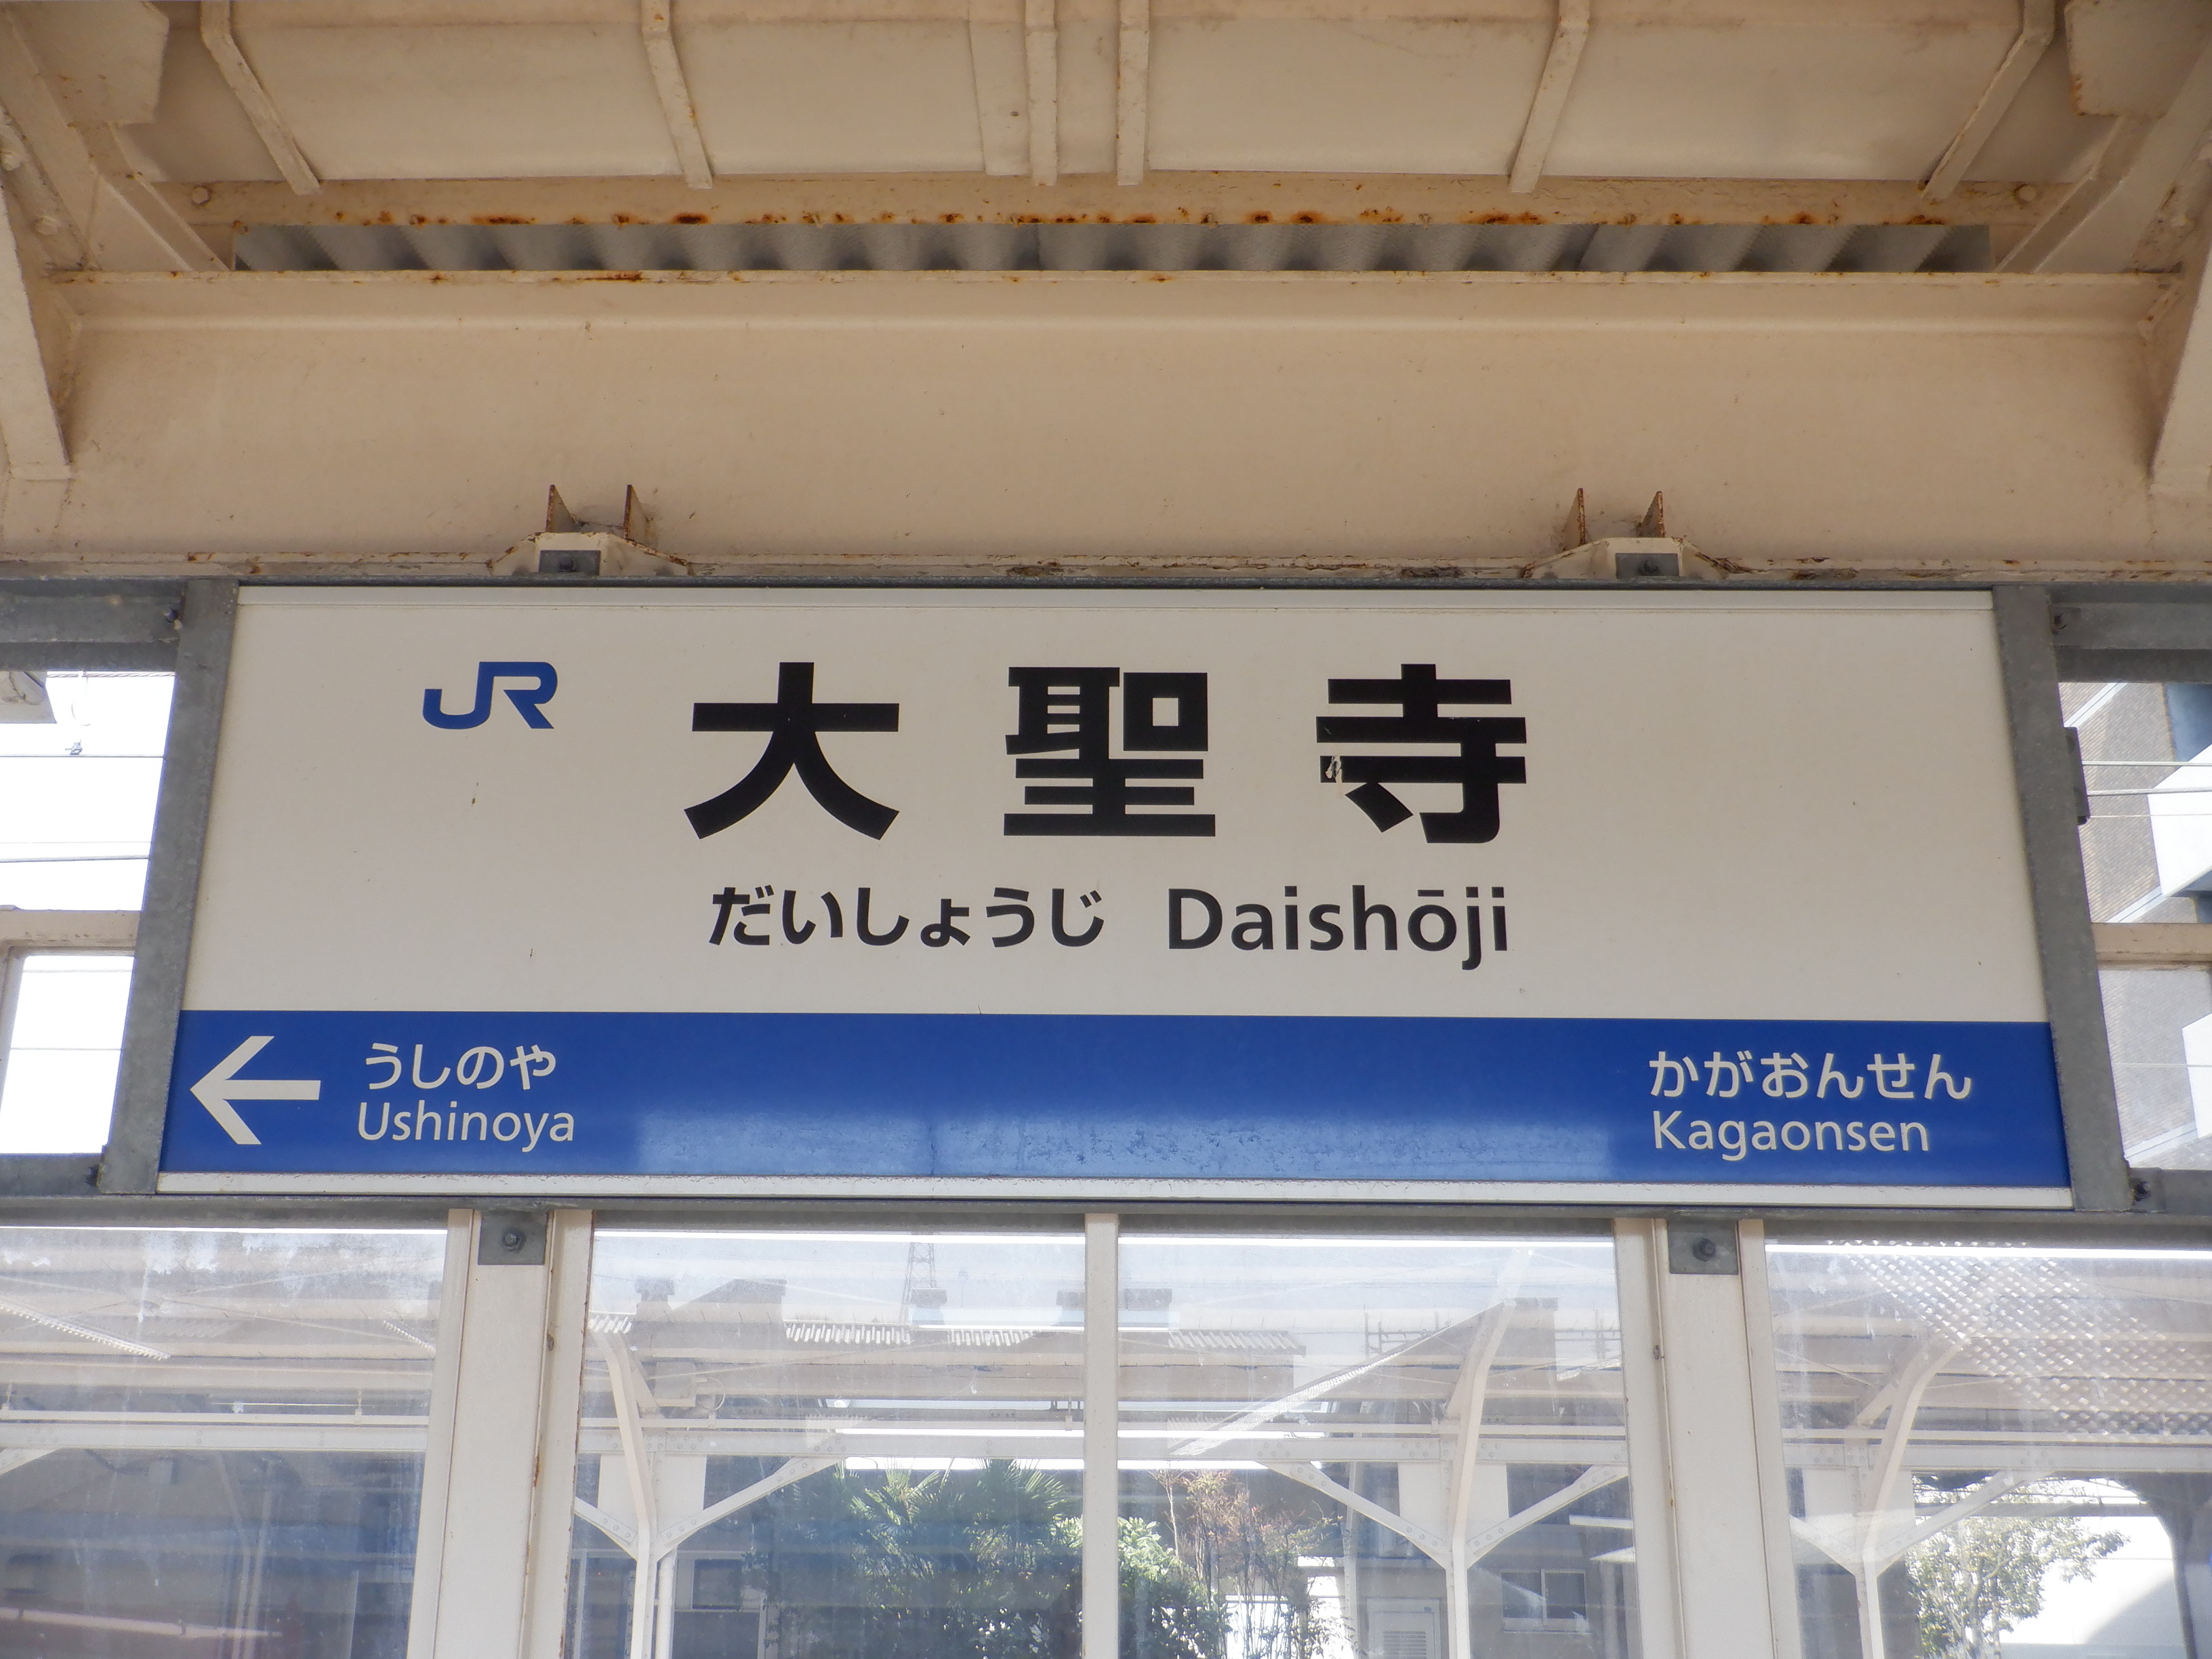 JR 大聖寺
だいしょうじ Daishōji
← うしのや
Ushinoya
かがおんせん
Kagaonsen